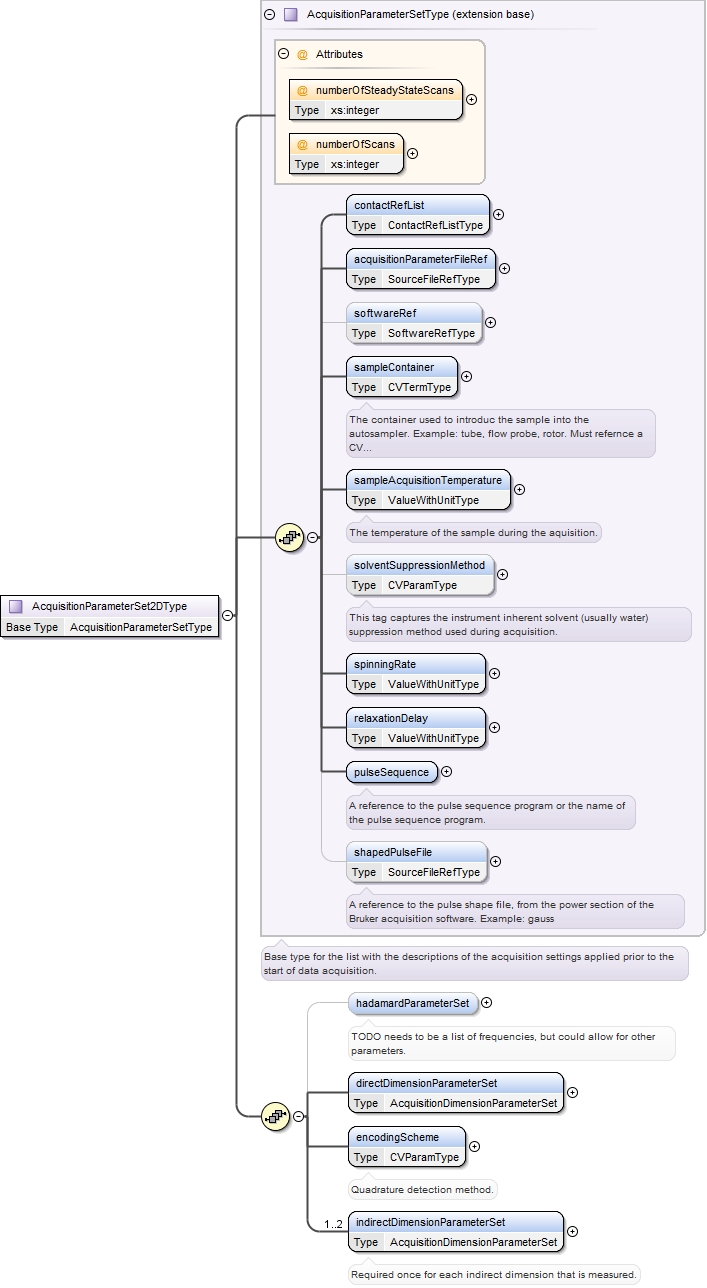 AcquisitionParameterSetType (extension base)
@ Attributes
@ numberOfSteadyStateScans
Type xs:integer
@ numberOfScans
Type xs:integer
contactRefList
Type ContactRefListType
acquisitionParameterFileRef
Type SourceFileRefType
softwareRef
Type SoftwareRefType
sampleContainer
Type CVTermType
The container used to introduc the sample into the
autosampler. Example: tube, flow probe, rotor. Must refernce a
CV...
sampleAcquisitionTemperature
Type ValueWithUnitType
The temperature of the sample during the aquisition.
solventSuppressionMethod
Type CVParamType
This tag captures the instrument inherent solvent (usually water)
suppression method used during acquisition.
AcquisitionParameterSet2DType
Base Type AcquisitionParameterSetType
spinningRate
Type ValueWithUnitType
relaxationDelay
Type ValueWithUnitType
pulseSequence
A reference to the pulse sequence program or the name of
the pulse sequence program.
shapedPulseFile
Type SourceFileRefType
A reference to the pulse shape file, from the power section of the
Bruker acquisition software. Example: gauss
Base type for the list with the descriptions of the acquisition settings applied prior to the
start of data acquisition.
hadamardParameterSet
TODO needs to be a list of frequencies, but could allow for other
parameters.
directDimensionParameterSet
Type AcquisitionDimensionParameterSet
encodingScheme
Type CVParamType
Quadrature detection method.
1..2
indirectDimensionParameterSet
Type AcquisitionDimensionParameterSet
Required once for each indirect dimension that is measured.